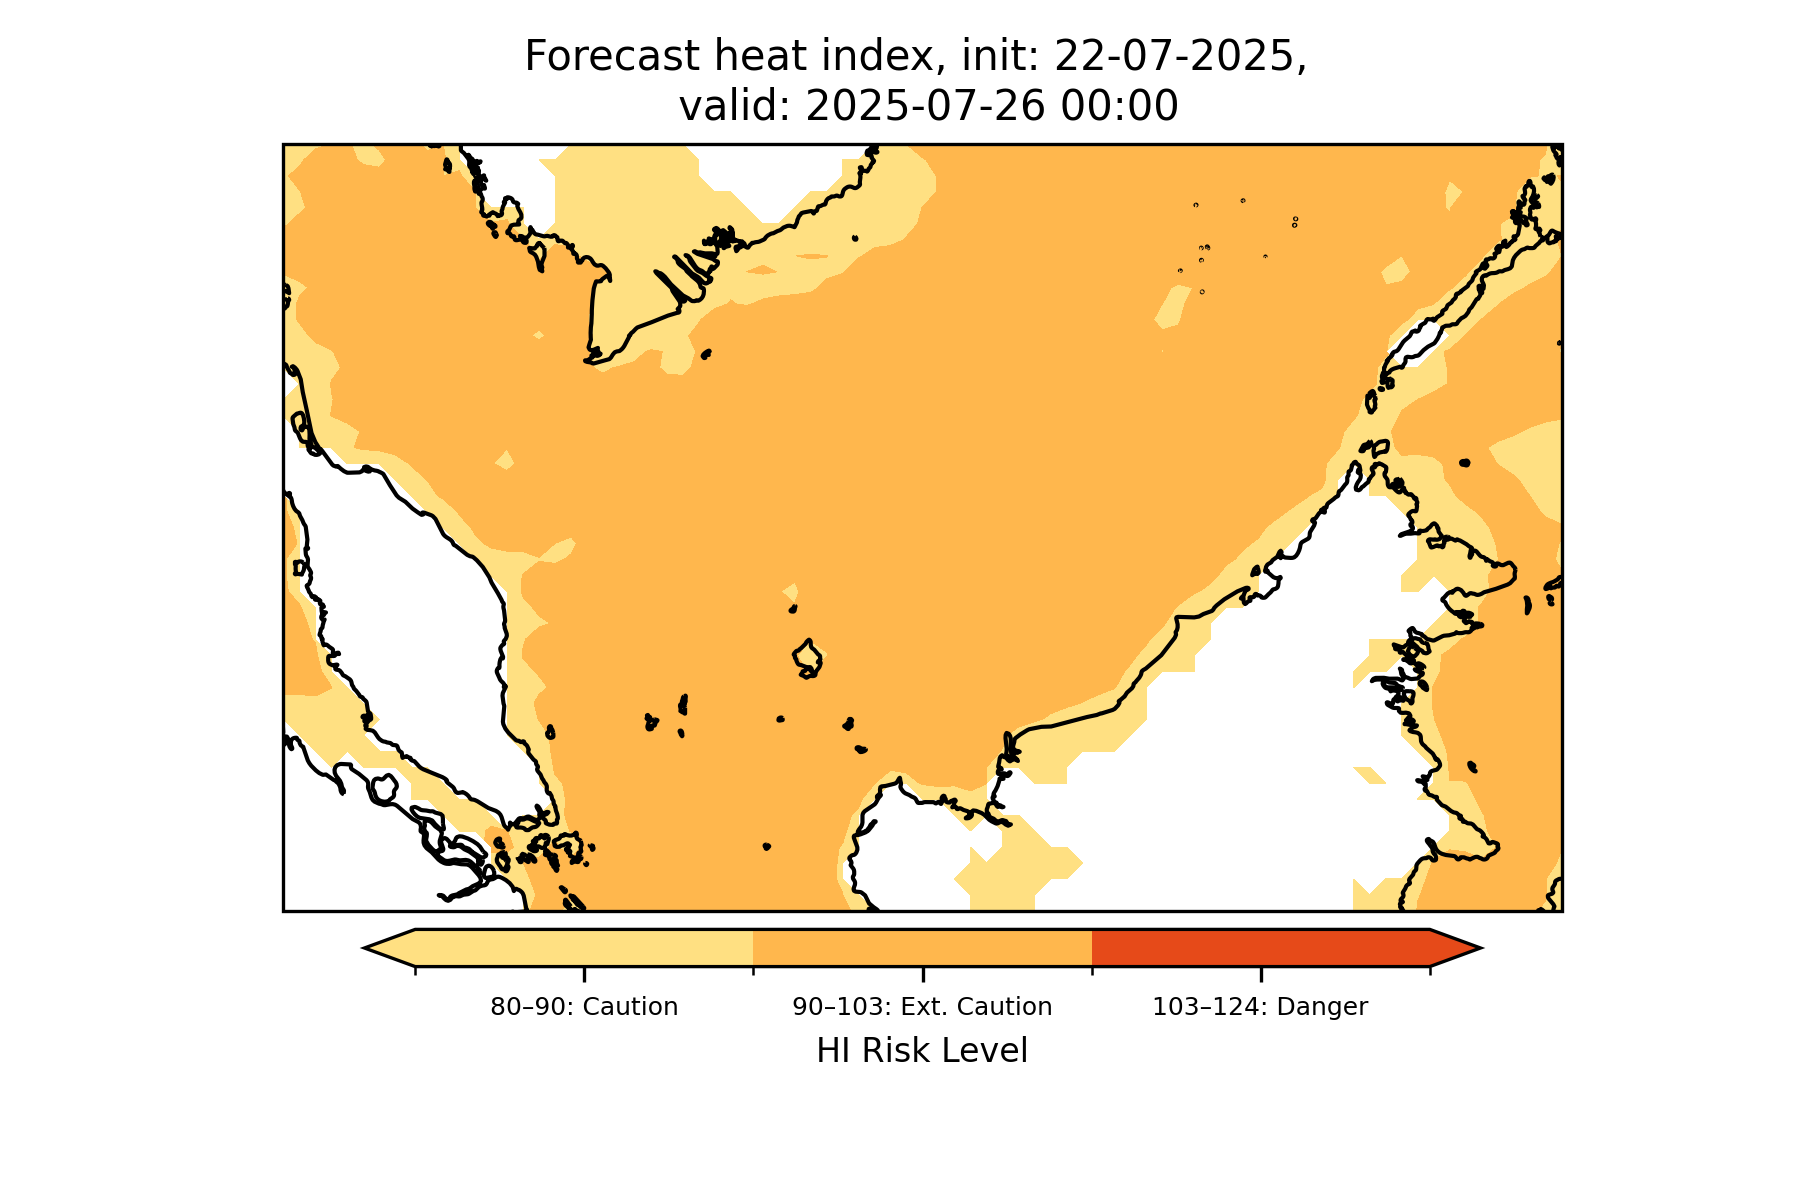 Forecast heat index, init: 22-07-2025,
valid: 2025-07-26 00:00
80–90: Caution
90–103: Ext. Caution
103–124: Danger
HI Risk Level